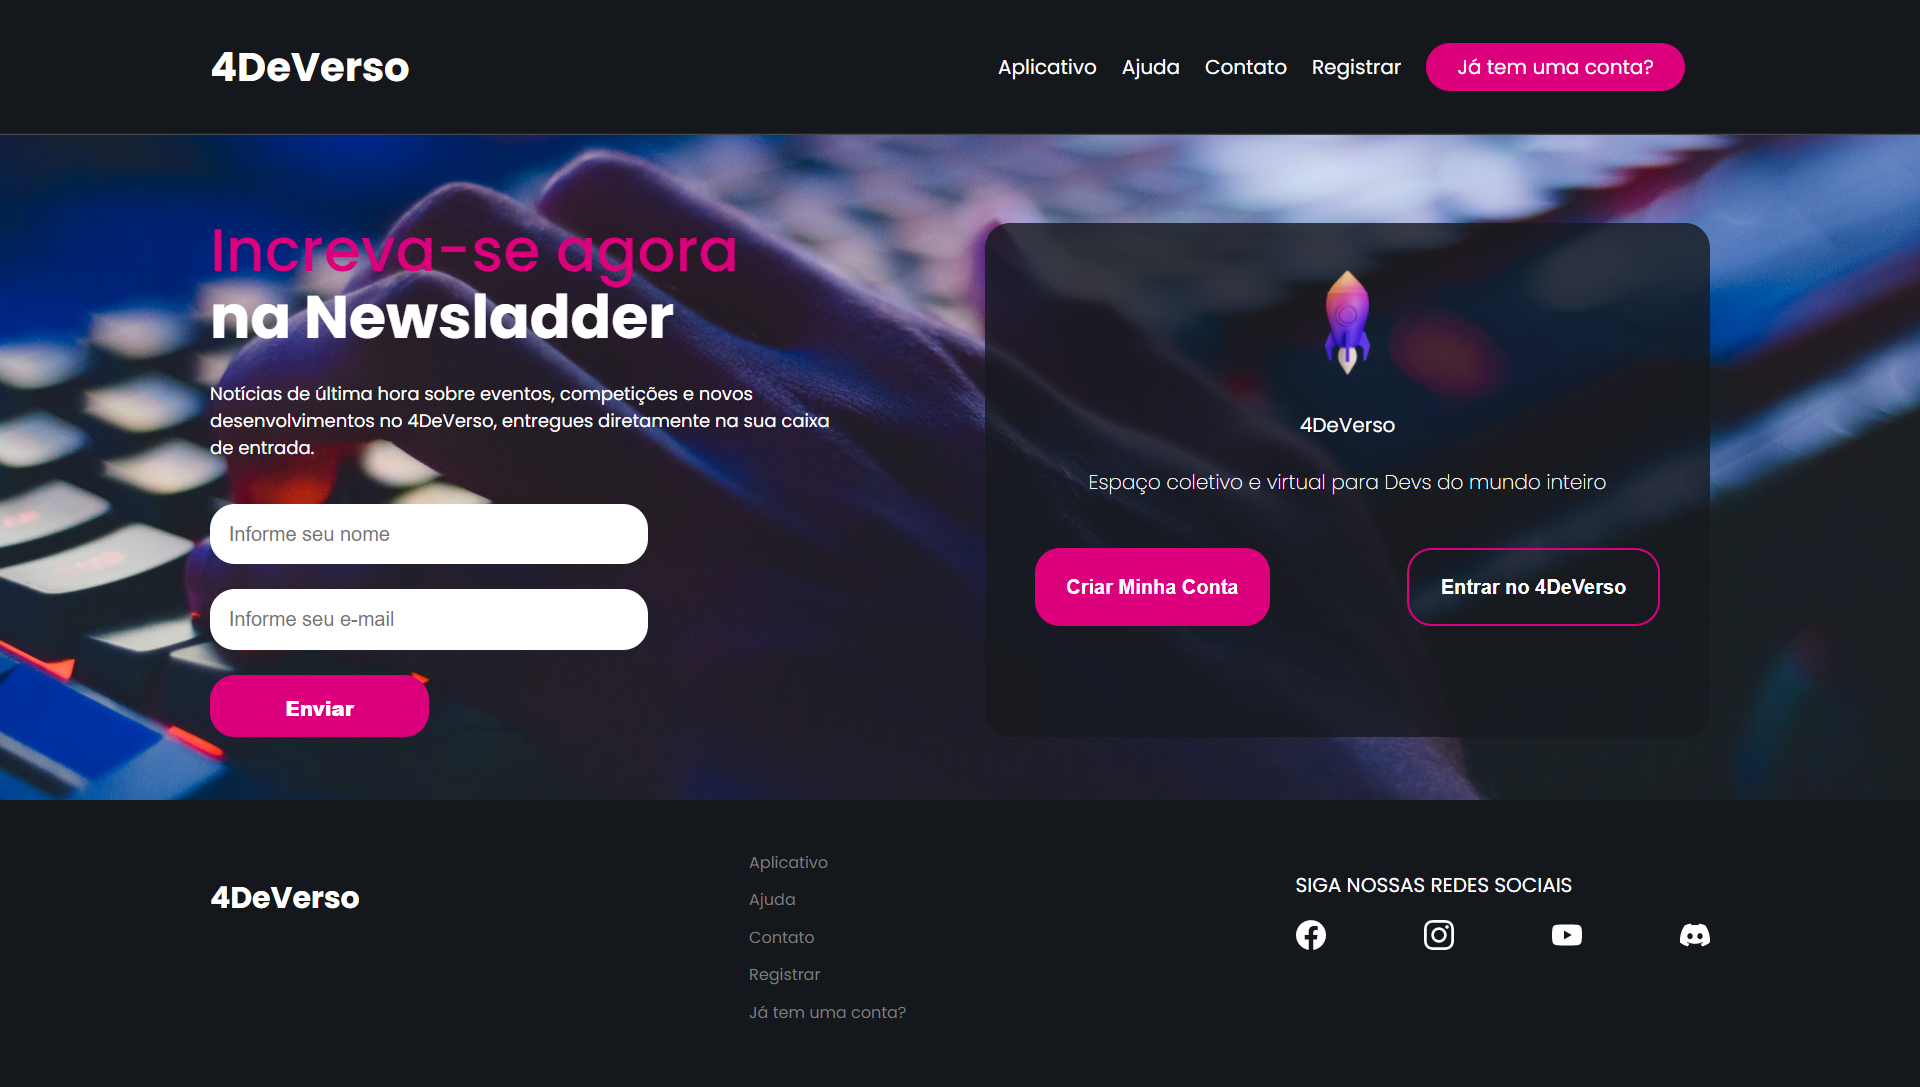 4DeVerso
Aplicativo
Ajuda
Contato
Registrar
Já tem uma conta?
Increva-se agora
na Newsladder
Notícias de última hora sobre eventos, competições e novos
desenvolvimentos no 4DeVerso, entregues diretamente na sua caixa
de entrada.
Informe seu nome
Informe seu e-mail
Enviar
4DeVerso
Espaço coletivo e virtual para Devs do mundo inteiro
Criar Minha Conta
Entrar no 4DeVerso
4DeVerso
Aplicativo
Ajuda
Contato
Registrar
Já tem uma conta?
SIGA NOSSAS REDES SOCIAIS